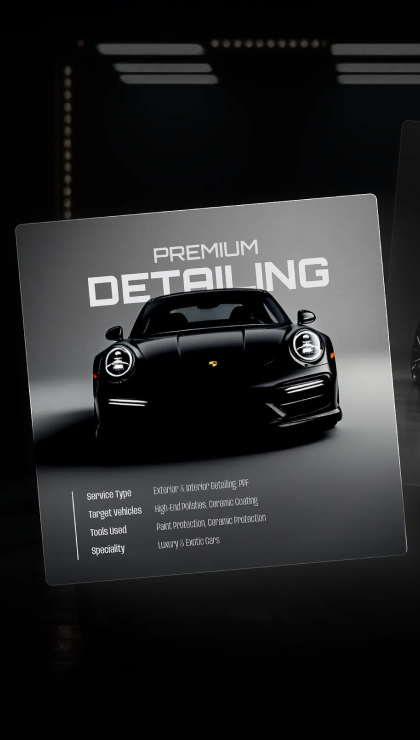 PREMIUM
DETAILING
Service Type Exterior & Interior Detailing, PPF
Target Vehicles High-End Polishes, Ceramic Coating
Tools Used Paint Protection, Ceramic Protection
Speciality Luxury & Exotic Cars